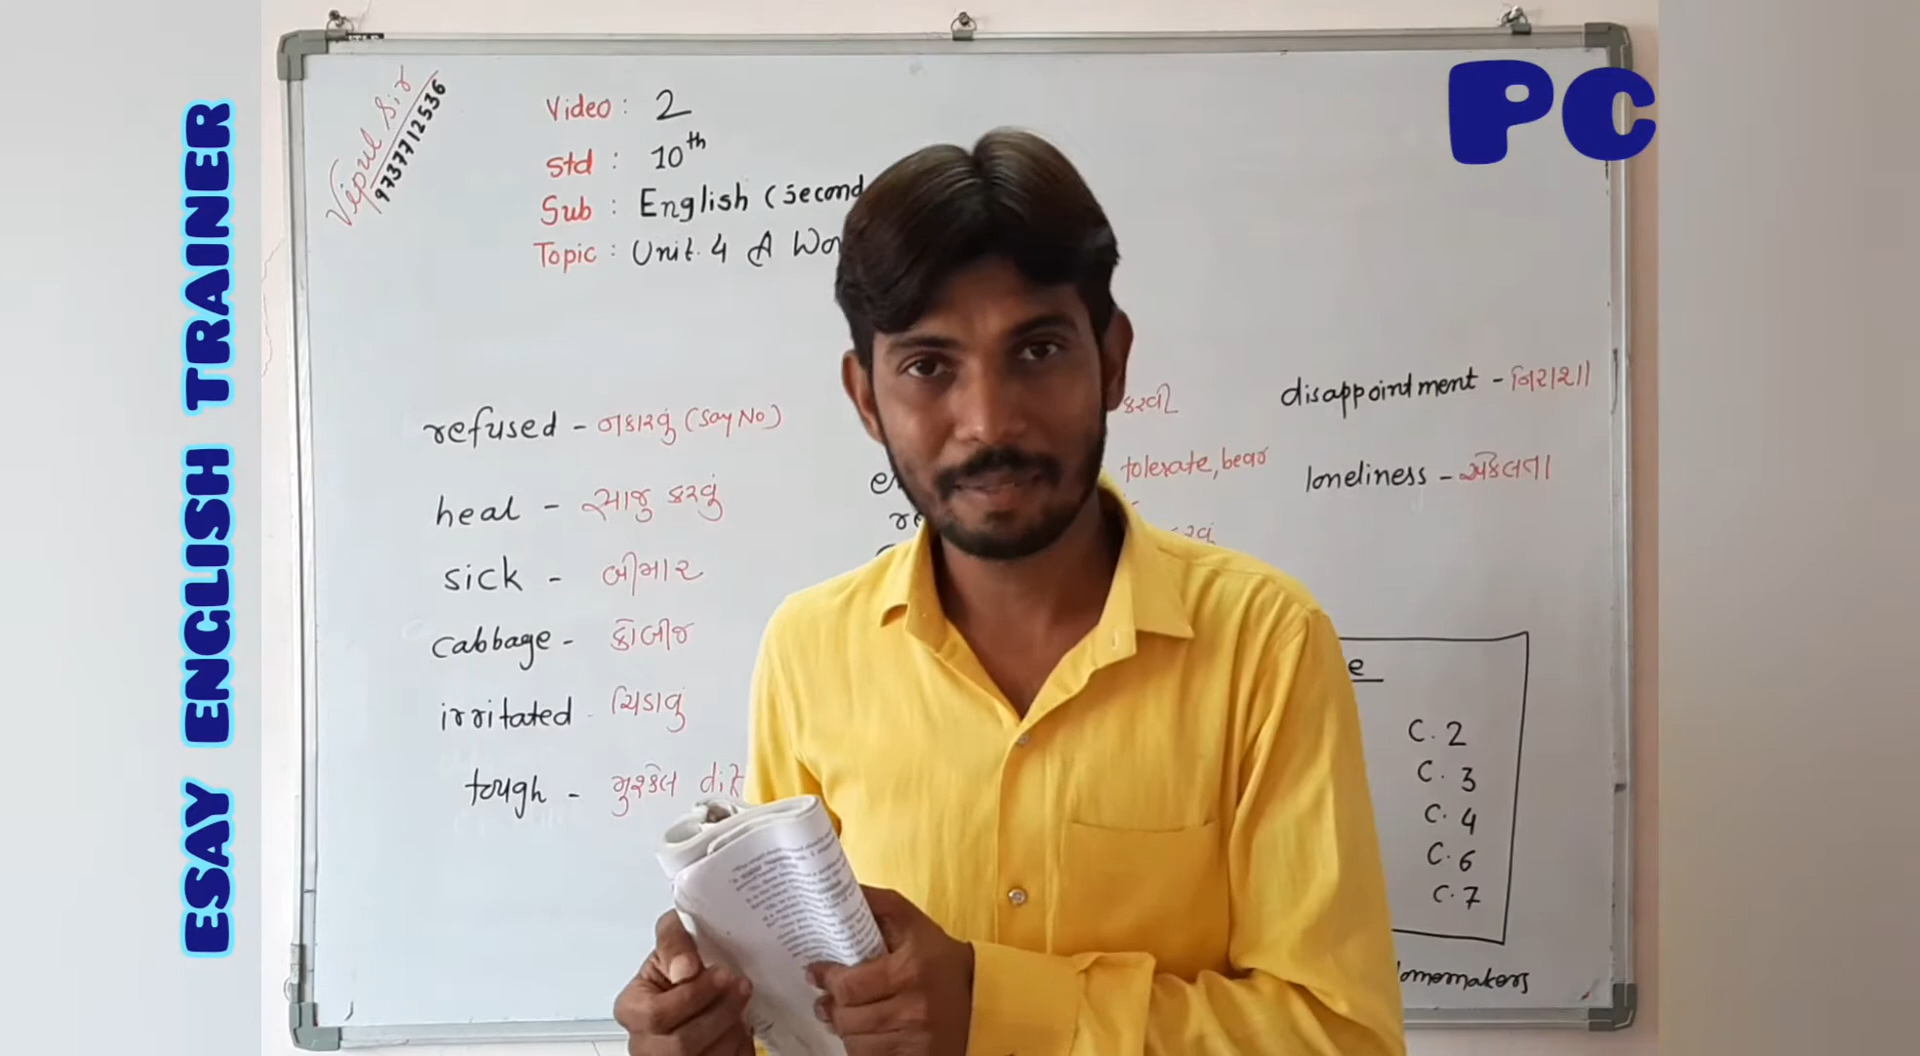 ESAY ENGLISH TRAINER
PC
Vipul Sir
9737712536
Video : 2
Std : 10th
Sub : English (Second
Topic : Unit. 4 A Wo
refused - નકારવું (Say No)
heal - સાજુ કરવું
sick - બીમાર
cabbage - કોબીજ
irritated - ચિડાવું
tough - મુશ્કેલ
કરવી
tolerate, bear
disappointment - નિરાશા
loneliness - એકલતા
C. 2
C. 3
C. 4
C. 6
C. 7
omemakers